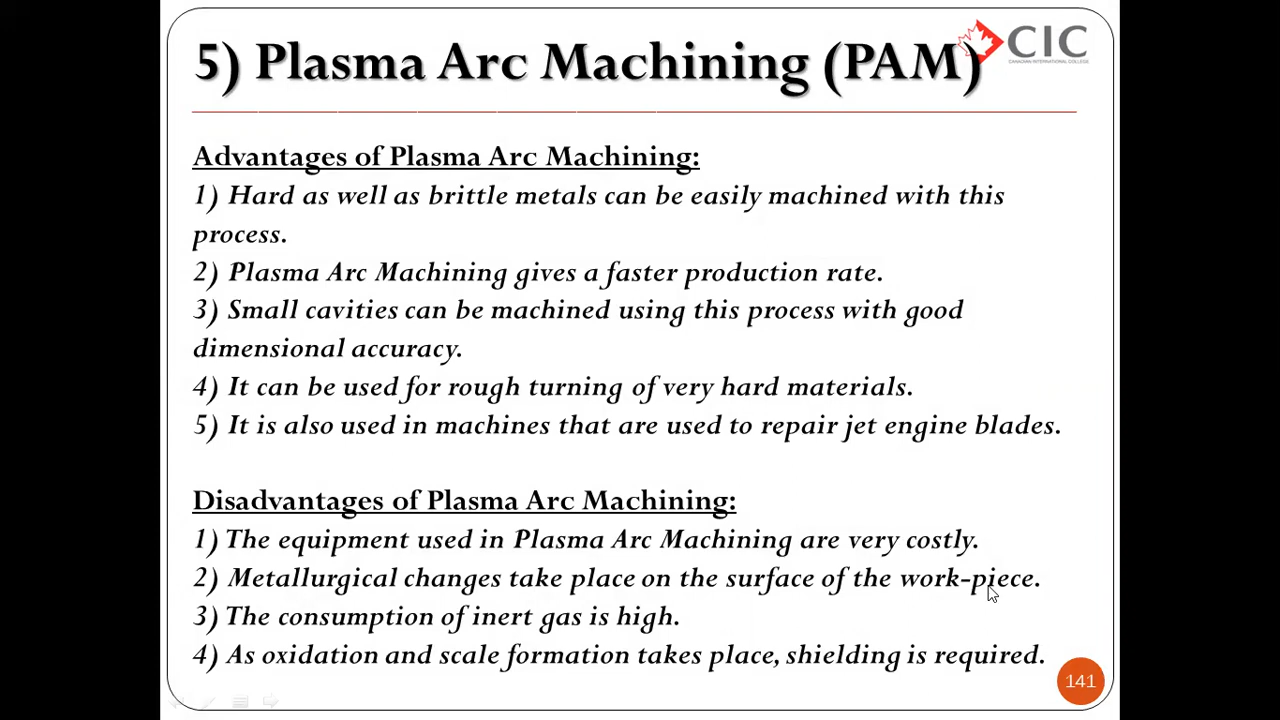 5) Plasma Arc Machining (PAM)
CIC
CANADIAN INTERNATIONAL COLLEGE
Advantages of Plasma Arc Machining:
1) Hard as well as brittle metals can be easily machined with this
process.
2) Plasma Arc Machining gives a faster production rate.
3) Small cavities can be machined using this process with good
dimensional accuracy.
4) It can be used for rough turning of very hard materials.
5) It is also used in machines that are used to repair jet engine blades.
Disadvantages of Plasma Arc Machining:
1) The equipment used in Plasma Arc Machining are very costly.
2) Metallurgical changes take place on the surface of the work-piece.
3) The consumption of inert gas is high.
4) As oxidation and scale formation takes place, shielding is required.
141